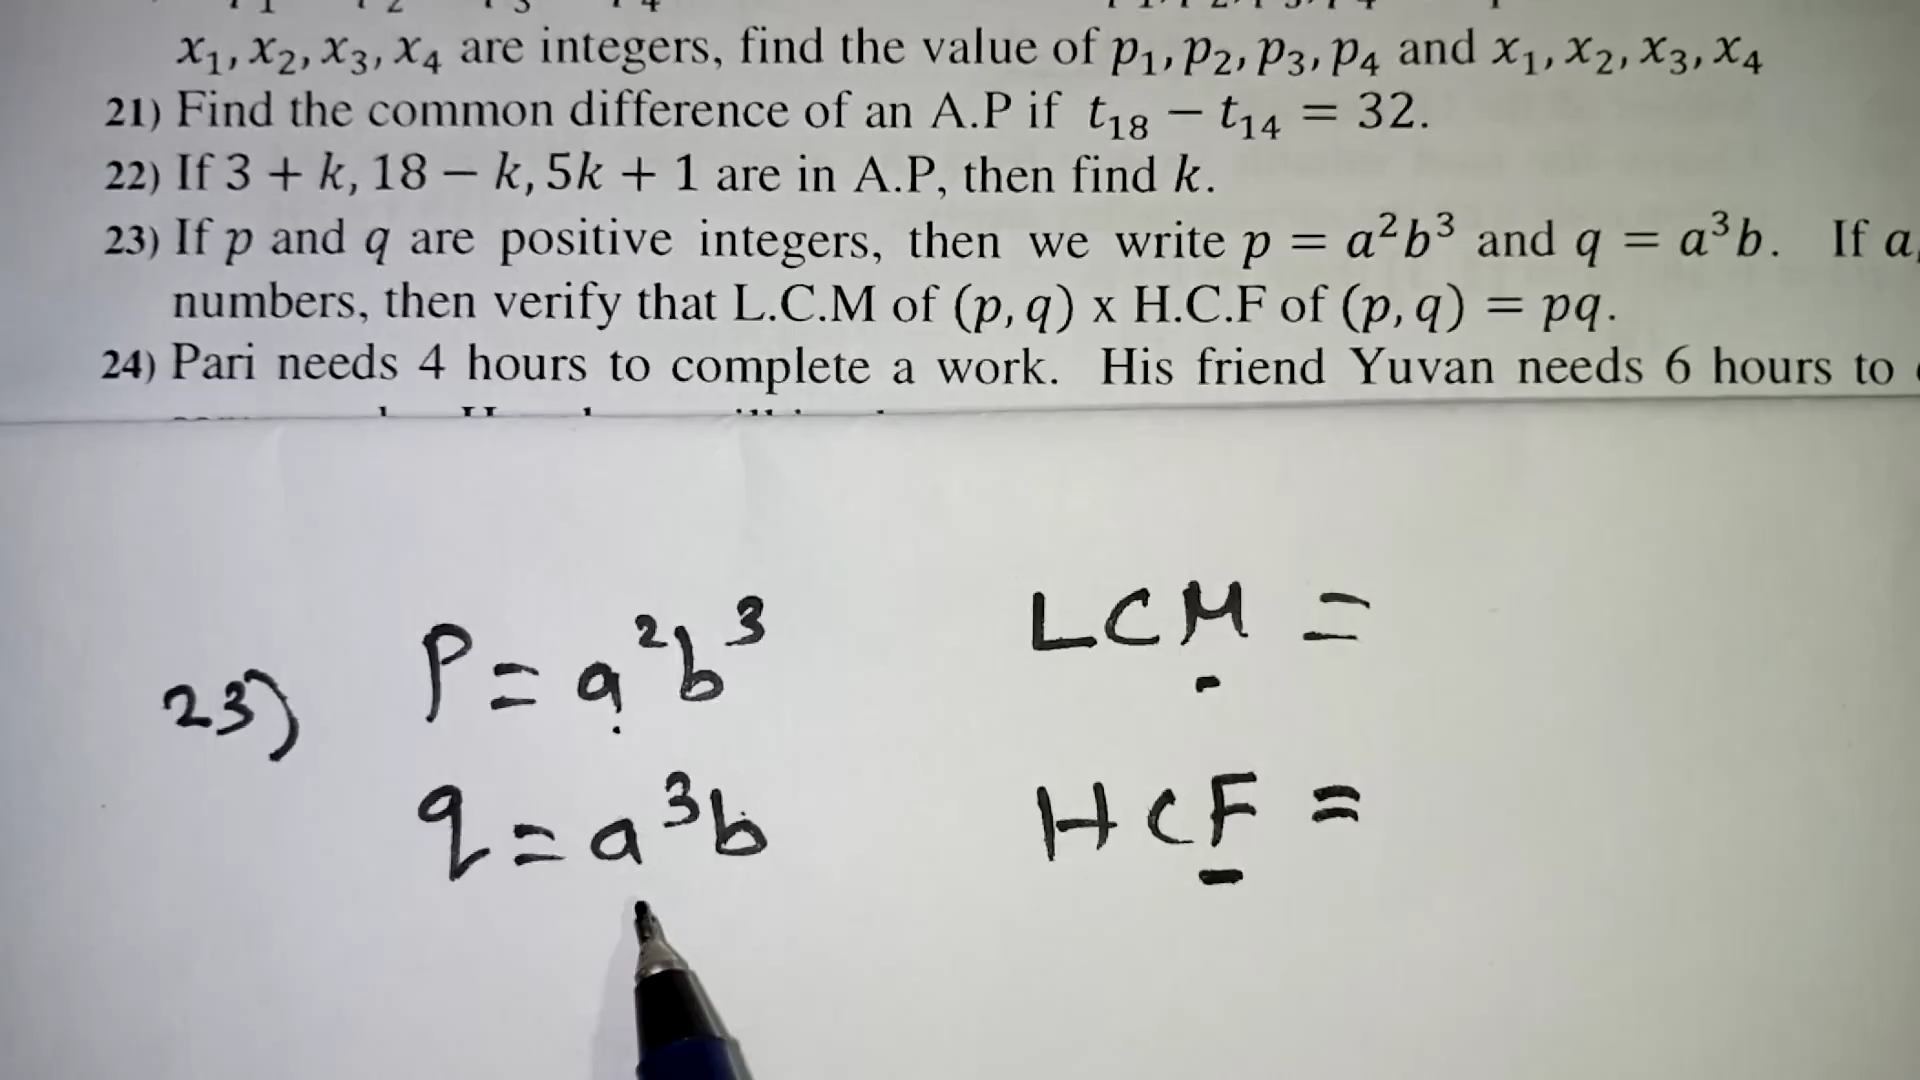 x₁, x₂, x₃, x₄ are integers, find the value of p₁, p₂, p₃, p₄ and x₁, x₂, x₃, x₄
21) Find the common difference of an A.P if t₁₈ − t₁₄ = 32.
22) If 3 + k, 18 − k, 5k + 1 are in A.P, then find k.
23) If p and q are positive integers, then we write p = a²b³ and q = a³b. If a,
numbers, then verify that L.C.M of (p, q) x H.C.F of (p, q) = pq.
24) Pari needs 4 hours to complete a work. His friend Yuvan needs 6 hours to
23) P = a²b³
q = a³b
LCM =
HCF =